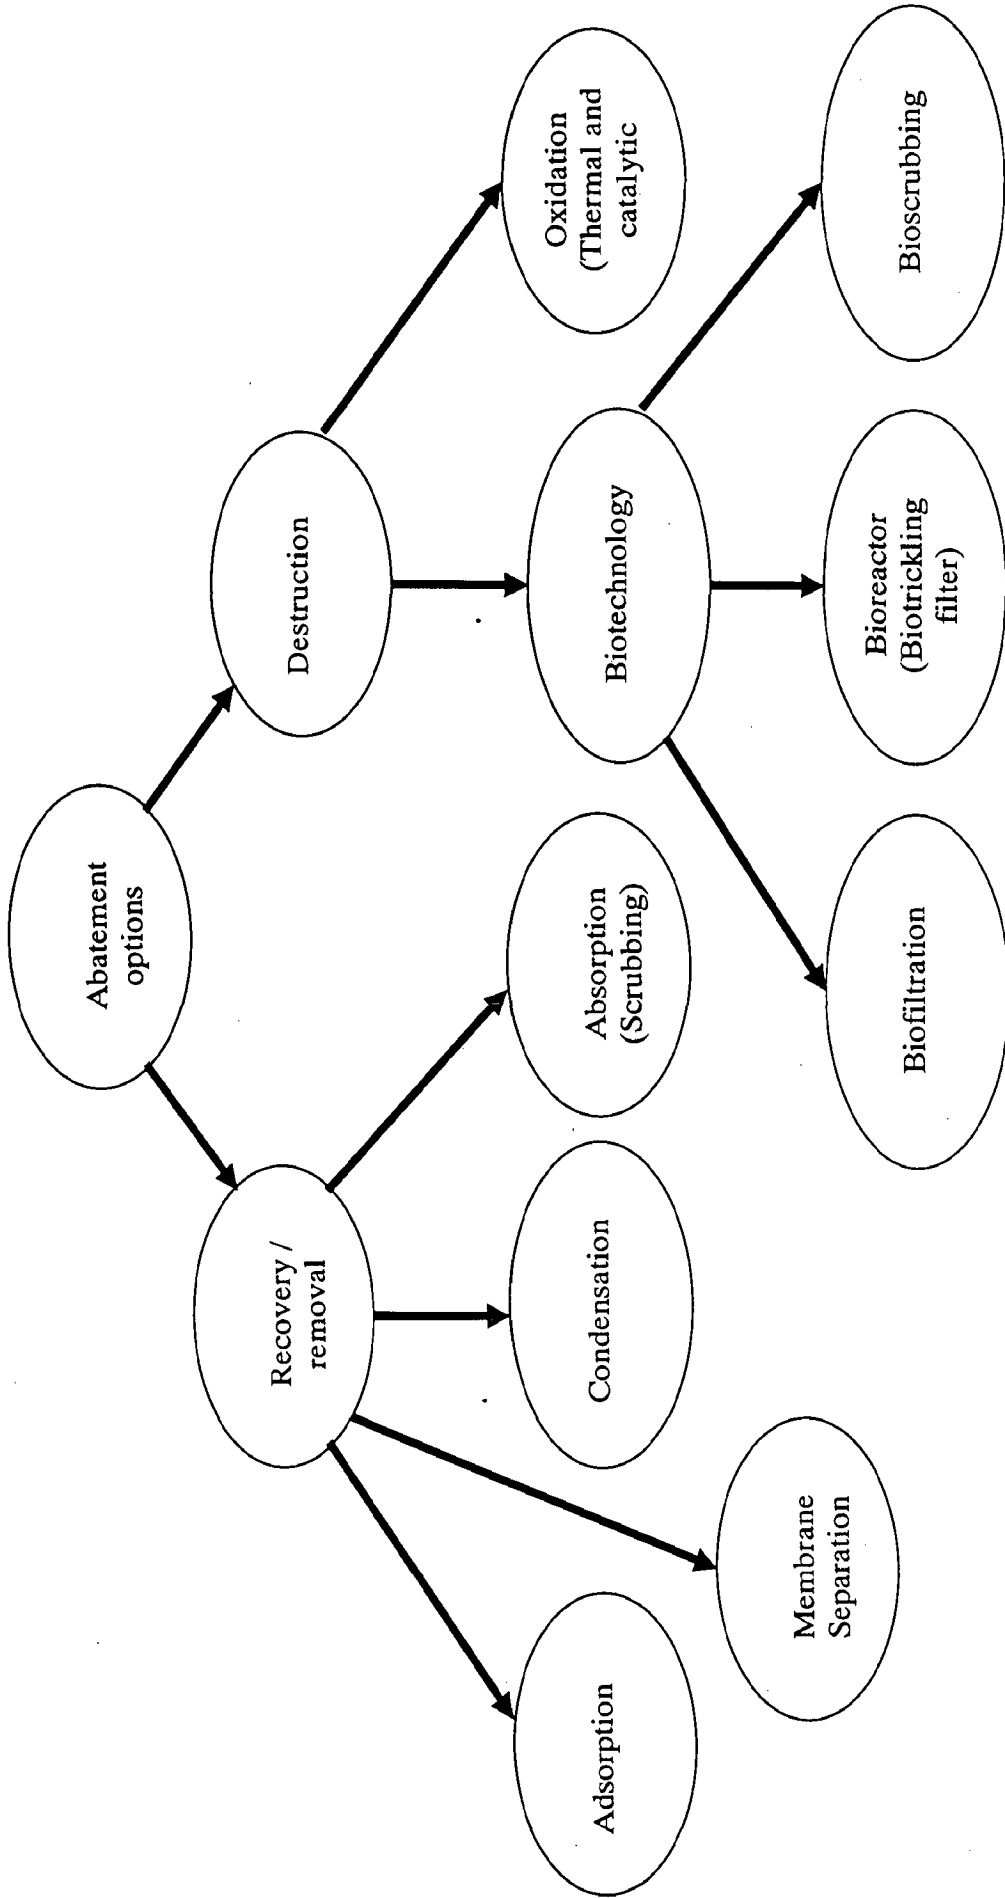 Abatement
options
Recovery /
removal
Destruction
Adsorption
Membrane
Separation
Condensation
Absorption
(Scrubbing)
Biotechnology
Oxidation
(Thermal and
catalytic
Biofiltration
Bioreactor
(Biotrickling
filter)
Bioscrubbing